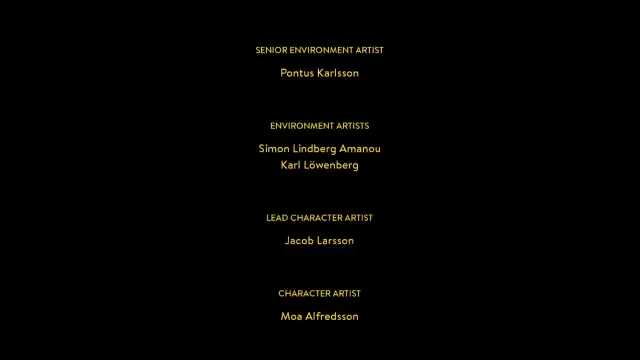 SENIOR ENVIRONMENT ARTIST
Pontus Karlsson
ENVIRONMENT ARTISTS
Simon Lindberg Amanou
Karl Löwenberg
LEAD CHARACTER ARTIST
Jacob Larsson
CHARACTER ARTIST
Moa Alfredsson